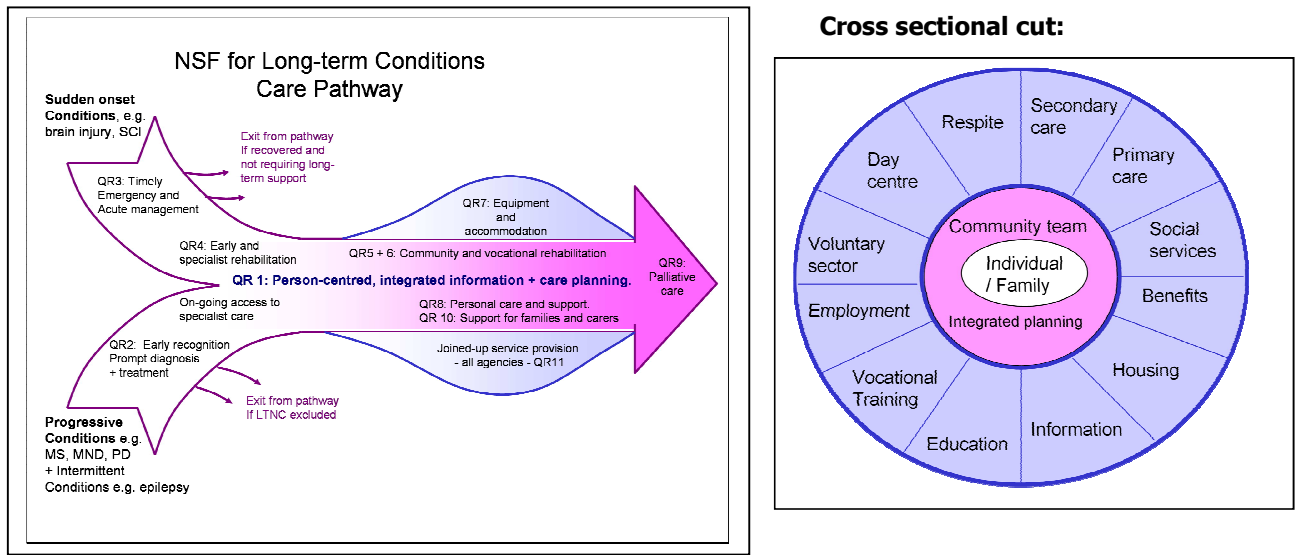 NSF for Long-term Conditions
Care Pathway
Sudden onset
Conditions, e.g.
brain injury, SCI
Exit from pathway
If recovered and
not requiring long-
term support
QR3: Timely
Emergency and
Acute management
QR7: Equipment
and
accommodation
QR4: Early and
specialist rehabilitation
QR5 + 6: Community and vocational rehabilitation
QR 1: Person-centred, integrated information + care planning.
QR9:
Palliative
care
On-going access to
specialist care
QR8: Personal care and support.
QR 10: Support for families and carers
QR2: Early recognition
Prompt diagnosis
+ treatment
Joined-up service provision
- all agencies - QR11
Exit from pathway
If LTNC excluded
Progressive
Conditions e.g.
MS, MND, PD
+ Intermittent
Conditions e.g. epilepsy
Cross sectional cut:
Respite
Secondary
care
Primary
care
Social
services
Benefits
Housing
Information
Education
Vocational
Training
Employment
Voluntary
sector
Day
centre
Community team
Individual
/ Family
Integrated planning